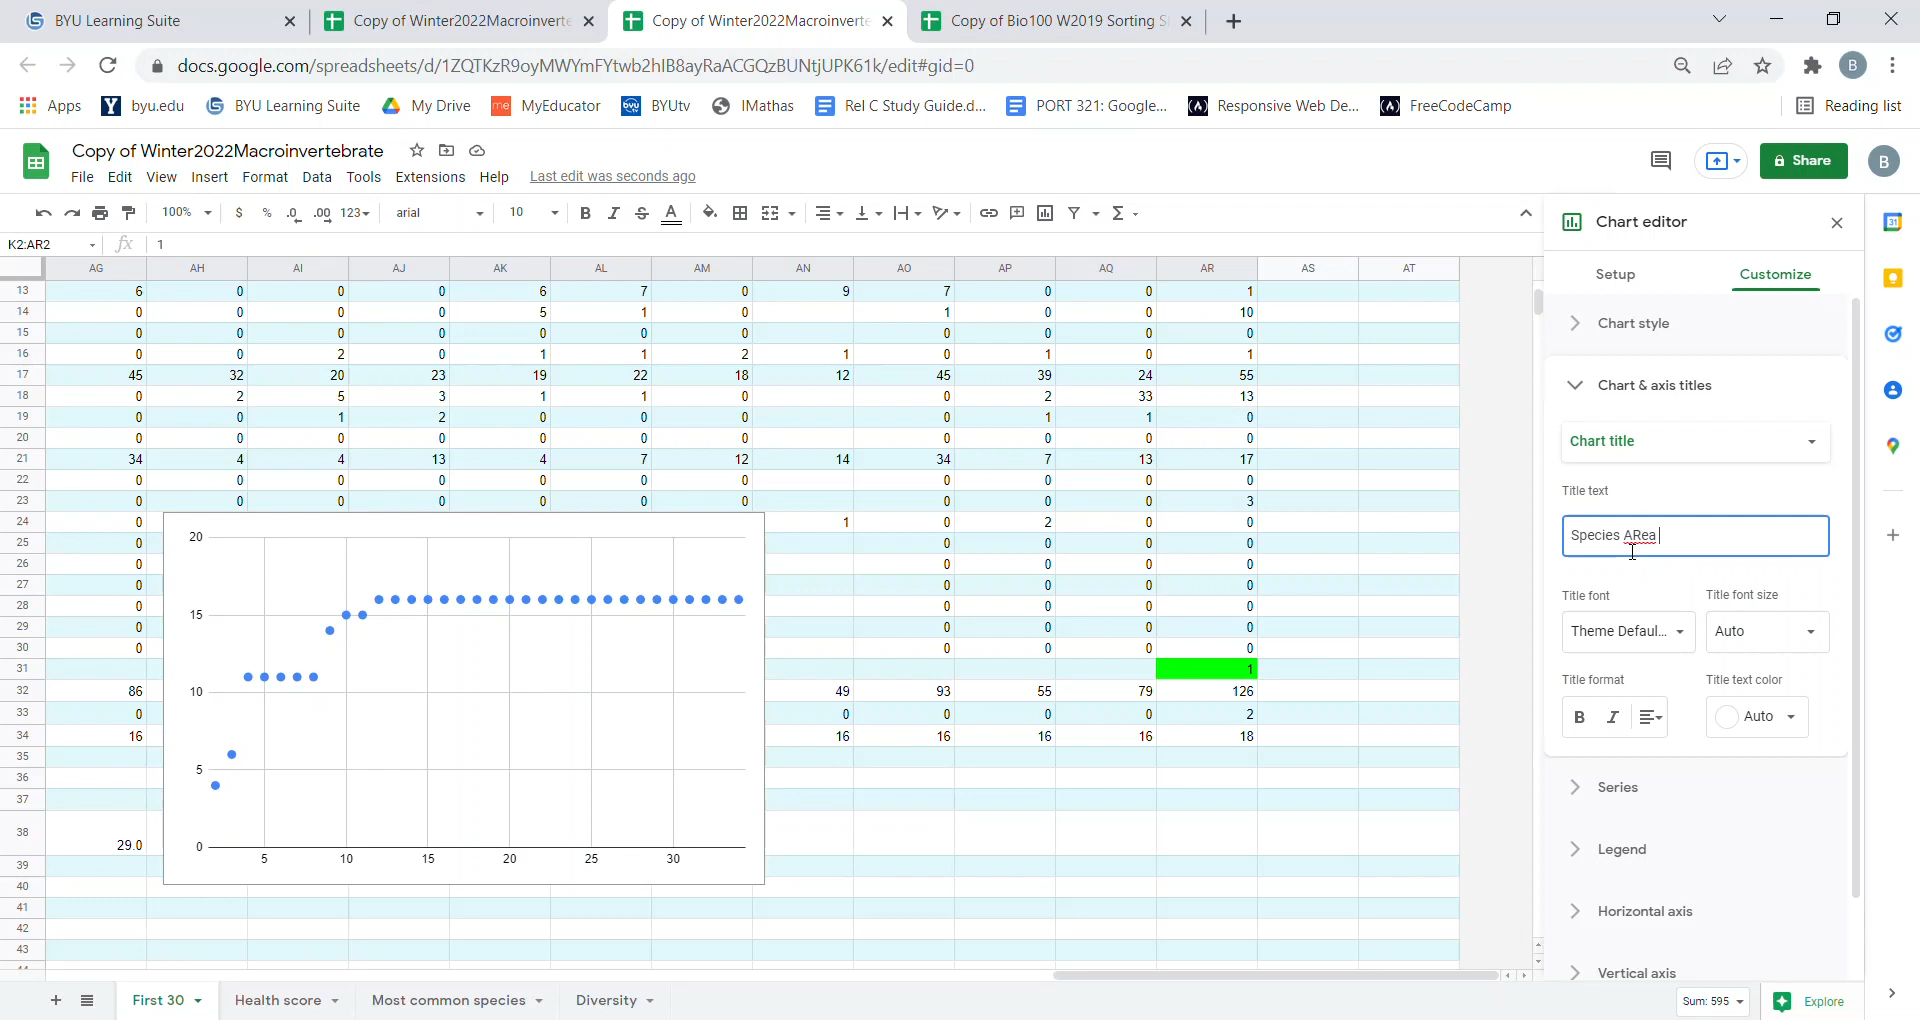 BYU Learning Suite
Copy of Winter2022Macroinverte
Copy of Winter2022Macroinverte
Copy of Bio100 W2019 Sorting S
docs.google.com/spreadsheets/d/1ZQTKzR9oyMWYmFYtwb2hIB8ayRaACGQzBUNtjUPK61k/edit#gid=0
B
Apps byu.edu BYU Learning Suite My Drive me MyEducator byu BYUtv IMathas Rel C Study Guide.d... PORT 321: Google... Responsive Web De... FreeCodeCamp Reading list
Copy of Winter2022Macroinvertebrate
Share
B
File Edit View Insert Format Data Tools Extensions Help Last edit was seconds ago
100% $ % .0 .00 123 arial 10 B I S A
K2:AR2 fx 1
AG AH AI AJ AK AL AM AN AO AP AQ AR AS AT
13 6 0 0 0 6 7 0 9 7 0 0 1
14 0 0 0 0 5 1 0 1 0 0 10
15 0 0 0 0 0 0 0 0 0 0 0
16 0 0 2 0 1 1 2 1 0 1 0 1
17 45 32 20 23 19 22 18 12 45 39 24 55
18 0 2 5 3 1 1 0 0 2 33 13
19 0 0 1 2 0 0 0 0 1 1 0
20 0 0 0 0 0 0 0 0 0 0 0
21 34 4 4 13 4 7 12 14 34 7 13 17
22 0 0 0 0 0 0 0 0 0 0 0
23 0 0 0 0 0 0 0 0 0 0 3
24 0 1 0 2 0 0
25 0 0 0 0 0
26 0 0 0 0 0
27 0 0 0 0 0
28 0 0 0 0 0
29 0 0 0 0 0
30 0 0 0 0 0
31 1
32 86 49 93 55 79 126
33 0 0 0 0 0 2
34 16 16 16 16 16 18
35
36
37
38 29.0
39
40
41
42
43
20
15
10
5
0
5 10 15 20 25 30
Chart editor
Setup Customize
Chart style
Chart & axis titles
Chart title
Title text
Species ARea
Title font Title font size
Theme Defaul... Auto
Title format Title text color
B I Auto
Series
Legend
Horizontal axis
Vertical axis
31
First 30 Health score Most common species Diversity Sum: 595 Explore